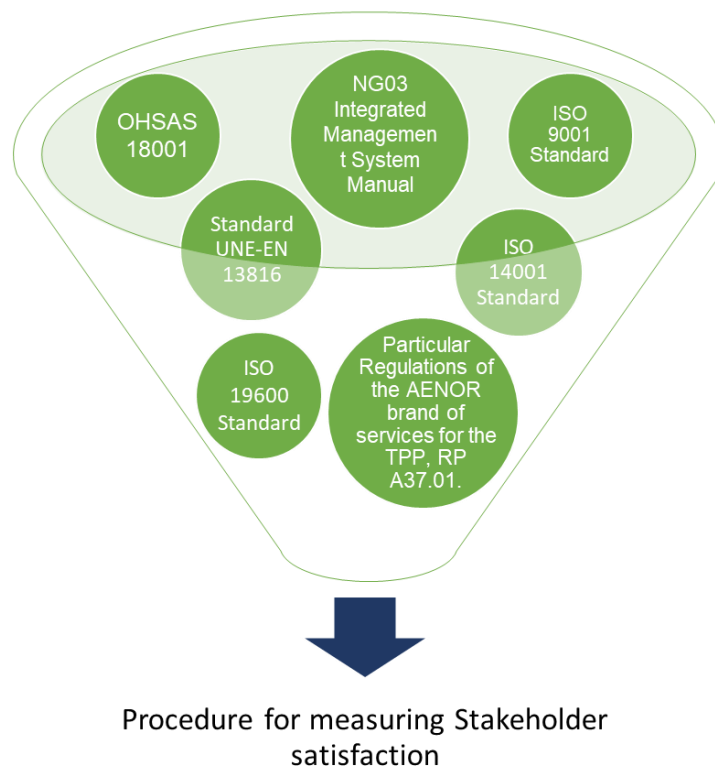 OHSAS
18001
NG03
Integrated
Managemen
t System
Manual
ISO
9001
Standard
Standard
UNE-EN
13816
ISO
14001
Standard
ISO
19600
Standard
Particular
Regulations of
the AENOR
brand of
services for the
TPP, RP
A37.01.
Procedure for measuring Stakeholder
satisfaction